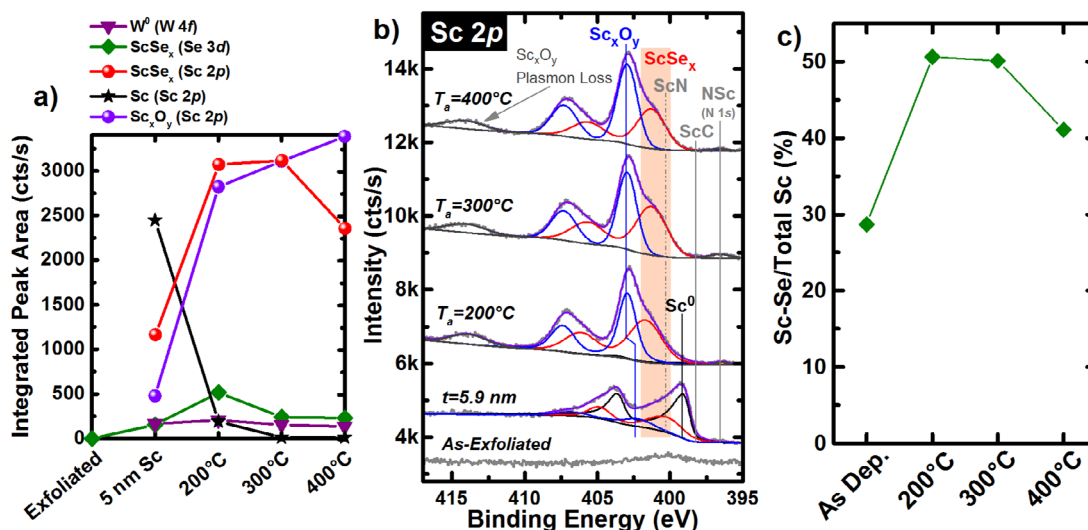 W⁰ (W 4f)
ScSeₓ (Se 3d)
ScSeₓ (Sc 2p)
Sc (Sc 2p)
ScₓOᵧ (Sc 2p)
a)
Integrated Peak Area (cts/s)
3000
2500
2000
1500
1000
500
0
Exfoliated
5 nm Sc
200°C
300°C
400°C
b)
Sc 2p
ScₓOᵧ
ScₓOᵧ
Plasmon Loss
ScSeₓ
ScN
NSc
(N 1s)
ScC
Tₐ=400°C
Tₐ=300°C
Tₐ=200°C
Sc⁰
t=5.9 nm
As-Exfoliated
Intensity (cts/s)
14k
12k
10k
8k
6k
4k
415
410
405
400
395
Binding Energy (eV)
c)
Sc-Se/Total Sc (%)
60
50
40
30
20
10
0
As Dep.
200°C
300°C
400°C